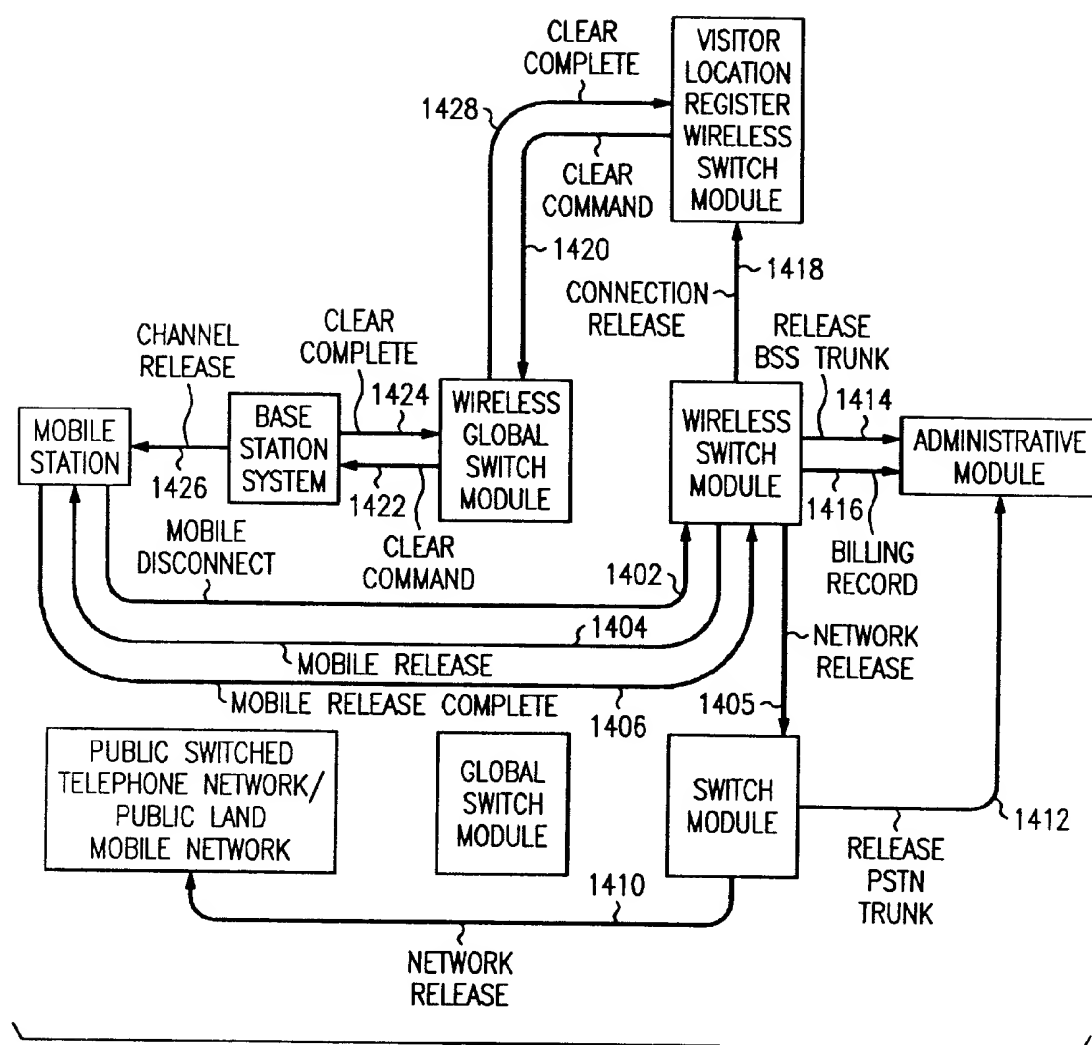 CLEAR
COMPLETE
1428
VISITOR
LOCATION
REGISTER
WIRELESS
SWITCH
MODULE
CLEAR
COMMAND
1420
1418
CONNECTION
RELEASE
CHANNEL
RELEASE
CLEAR
COMPLETE
1424
RELEASE
BSS TRUNK
1414
MOBILE
STATION
BASE
STATION
SYSTEM
WIRELESS
GLOBAL
SWITCH
MODULE
WIRELESS
SWITCH
MODULE
ADMINISTRATIVE
MODULE
1426
1422
1416
MOBILE
DISCONNECT
CLEAR
COMMAND
1402
BILLING
RECORD
1404
MOBILE RELEASE
NETWORK
RELEASE
MOBILE RELEASE COMPLETE
1406
1405
PUBLIC SWITCHED
TELEPHONE NETWORK/
PUBLIC LAND
MOBILE NETWORK
GLOBAL
SWITCH
MODULE
SWITCH
MODULE
1412
RELEASE
PSTN
TRUNK
1410
NETWORK
RELEASE